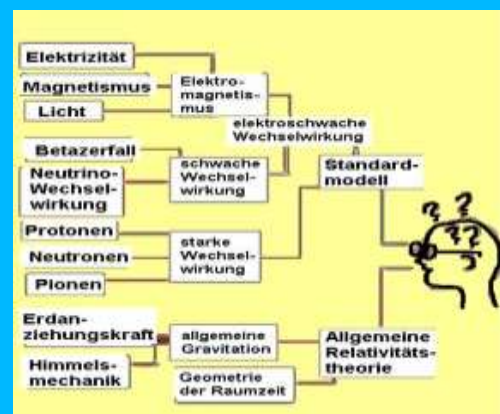 Elektrizität
Magnetismus
Licht
Elektro-
magnetis-
mus
elektroschwache
Wechselwirkung
Betazerfall
Neutrino-
Wechsel-
wirkung
schwache
Wechsel-
wirkung
Standard-
modell
Protonen
Neutronen
Pionen
starke
Wechsel-
wirkung
? ?
? ?
?
Erdan-
ziehungskraft
Himmels-
mechanik
allgemeine
Gravitation
Geometrie
der Raumzeit
Allgemeine
Relativitäts-
theorie